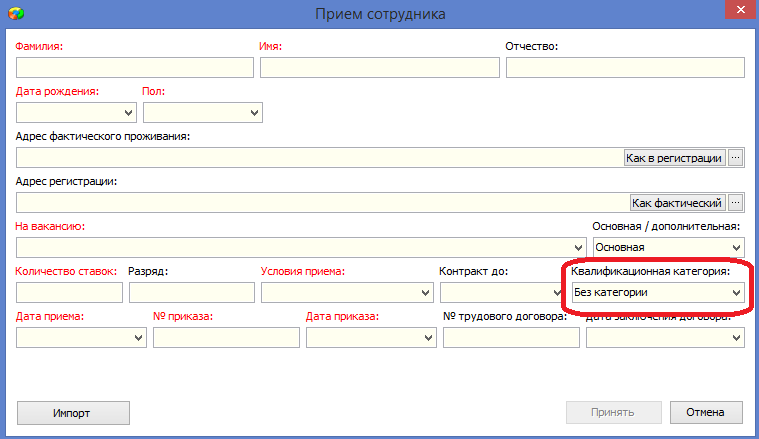 Прием сотрудника
Фамилия: Имя: Отчество:
Дата рождения: Пол:
Адрес фактического проживания:
Как в регистрации ...
Адрес регистрации:
Как фактический ...
На вакансию: Основная / дополнительная:
Основная
Количество ставок: Разряд: Условия приема: Контракт до: Квалификационная категория:
Без категории
Дата приема: № приказа: Дата приказа: № трудового договора: Дата заключения договора:
Импорт Принять Отмена